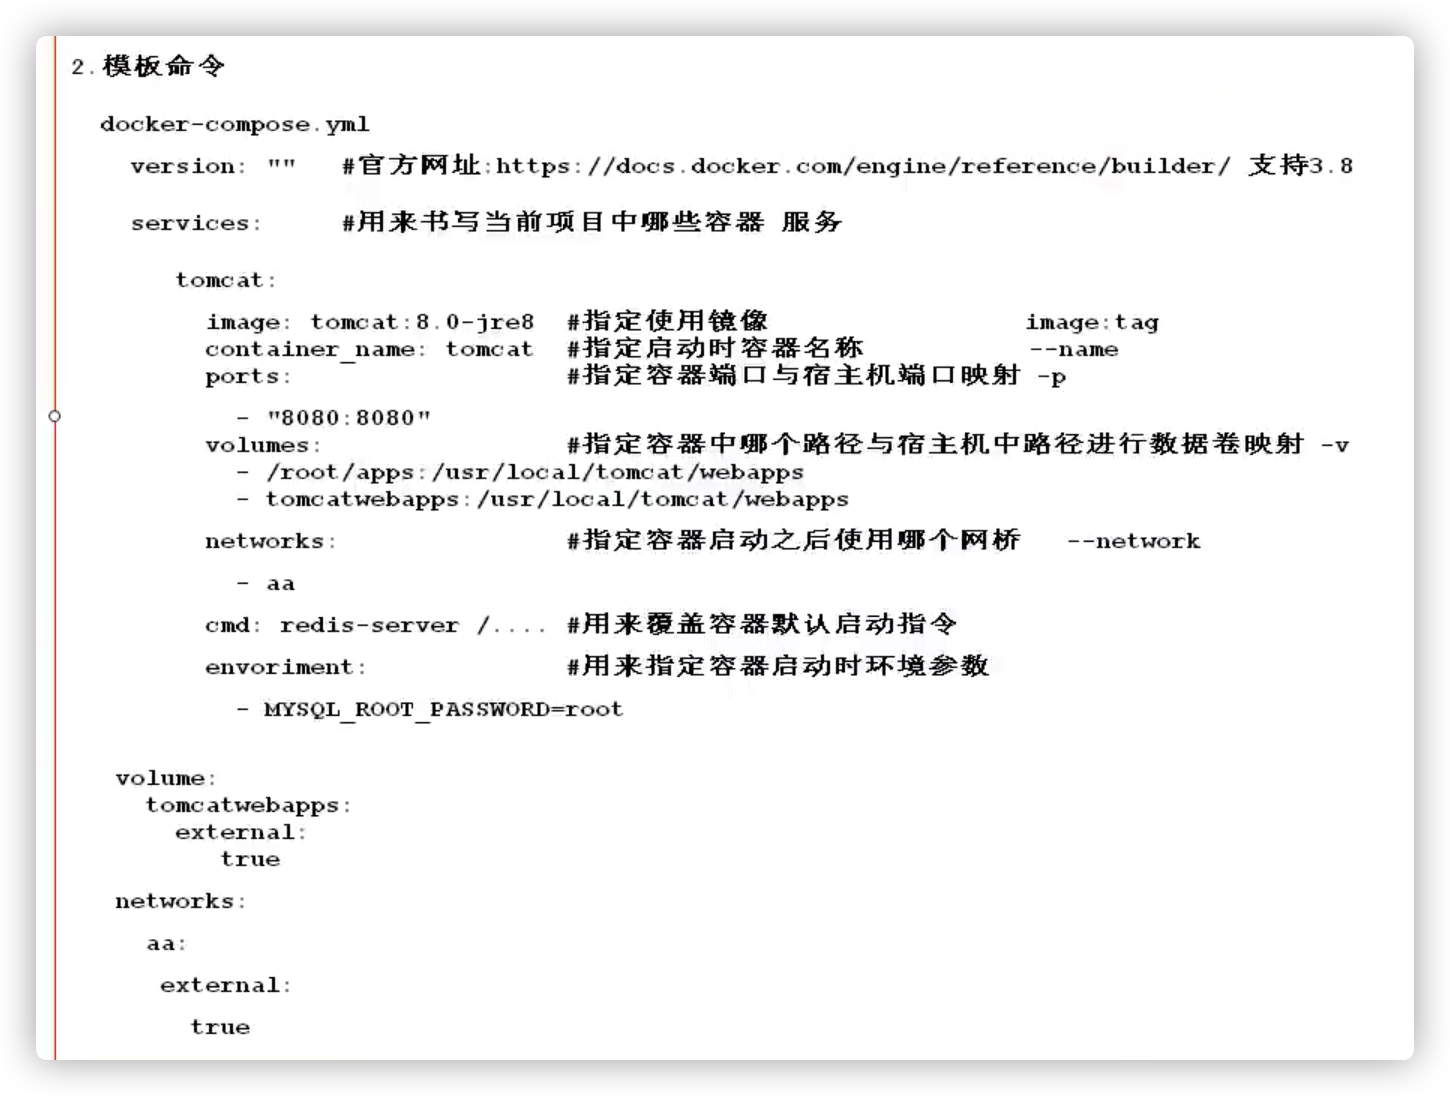 2.模板命令
docker-compose.yml
version: "" #官方网址:https://docs.docker.com/engine/reference/builder/ 支持3.8
services: #用来书写当前项目中哪些容器 服务
tomcat:
image: tomcat:8.0-jre8 #指定使用镜像 image:tag
container_name: tomcat #指定启动时容器名称 --name
ports: #指定容器端口与宿主机端口映射 -p
- "8080:8080"
volumes: #指定容器中哪个路径与宿主机中路径进行数据卷映射 -v
- /root/apps:/usr/local/tomcat/webapps
- tomcatwebapps:/usr/local/tomcat/webapps
networks: #指定容器启动之后使用哪个网桥 --network
- aa
cmd: redis-server /.... #用来覆盖容器默认启动指令
envoriment: #用来指定容器启动时环境参数
- MYSQL_ROOT_PASSWORD=root
volume:
tomcatwebapps:
external:
true
networks:
aa:
external:
true